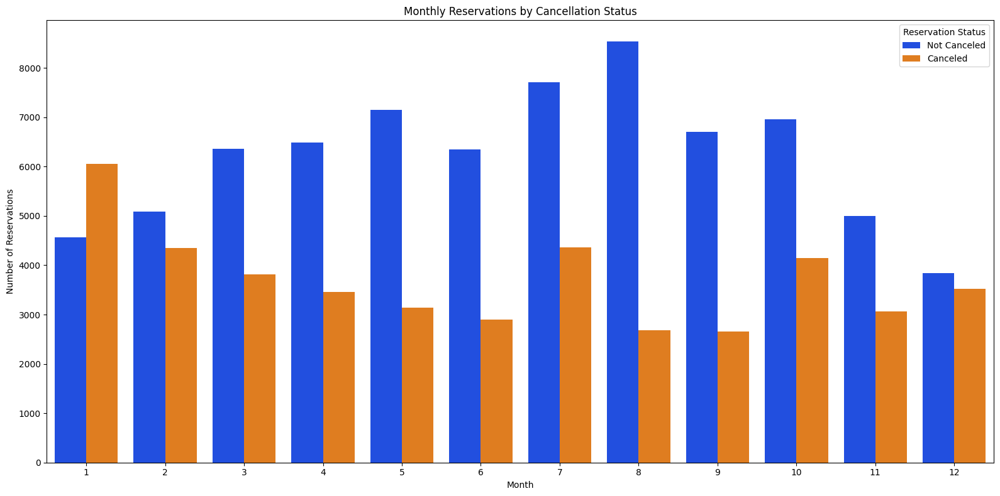 Monthly Reservations by Cancellation Status
Reservation Status
Not Canceled
Canceled
Number of Reservations
8000
7000
6000
5000
4000
3000
2000
1000
0
1 2 3 4 5 6 7 8 9 10 11 12
Month